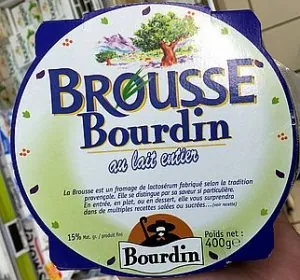 BROUSSE
Bourdin
au lait entier
La Brousse est un fromage de lactosérum fabriqué selon la tradition
provençale. Elle se distingue par sa saveur si particulière.
En entrée, en plat, ou en dessert, elle vous surprendra
dans de multiples recettes salées ou sucrées....(voir recette)
15% Mat. gr. / produit fini
Poids net :
400g e
Bourdin